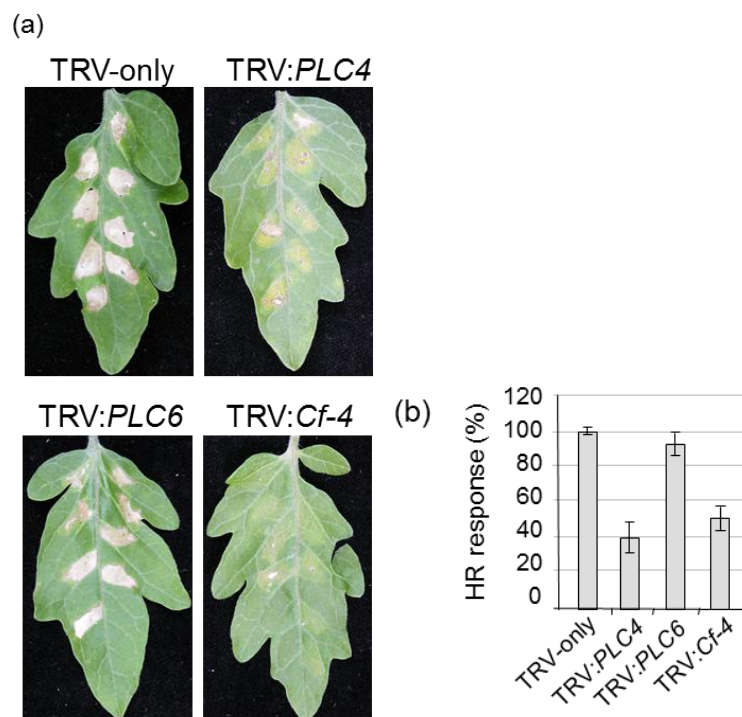 (a)
TRV-only TRV:PLC4
TRV:PLC6 TRV:Cf-4
(b)
HR response (%)
120
100
80
60
40
20
0
TRV-only
TRV:PLC4
TRV:PLC6
TRV:Cf-4